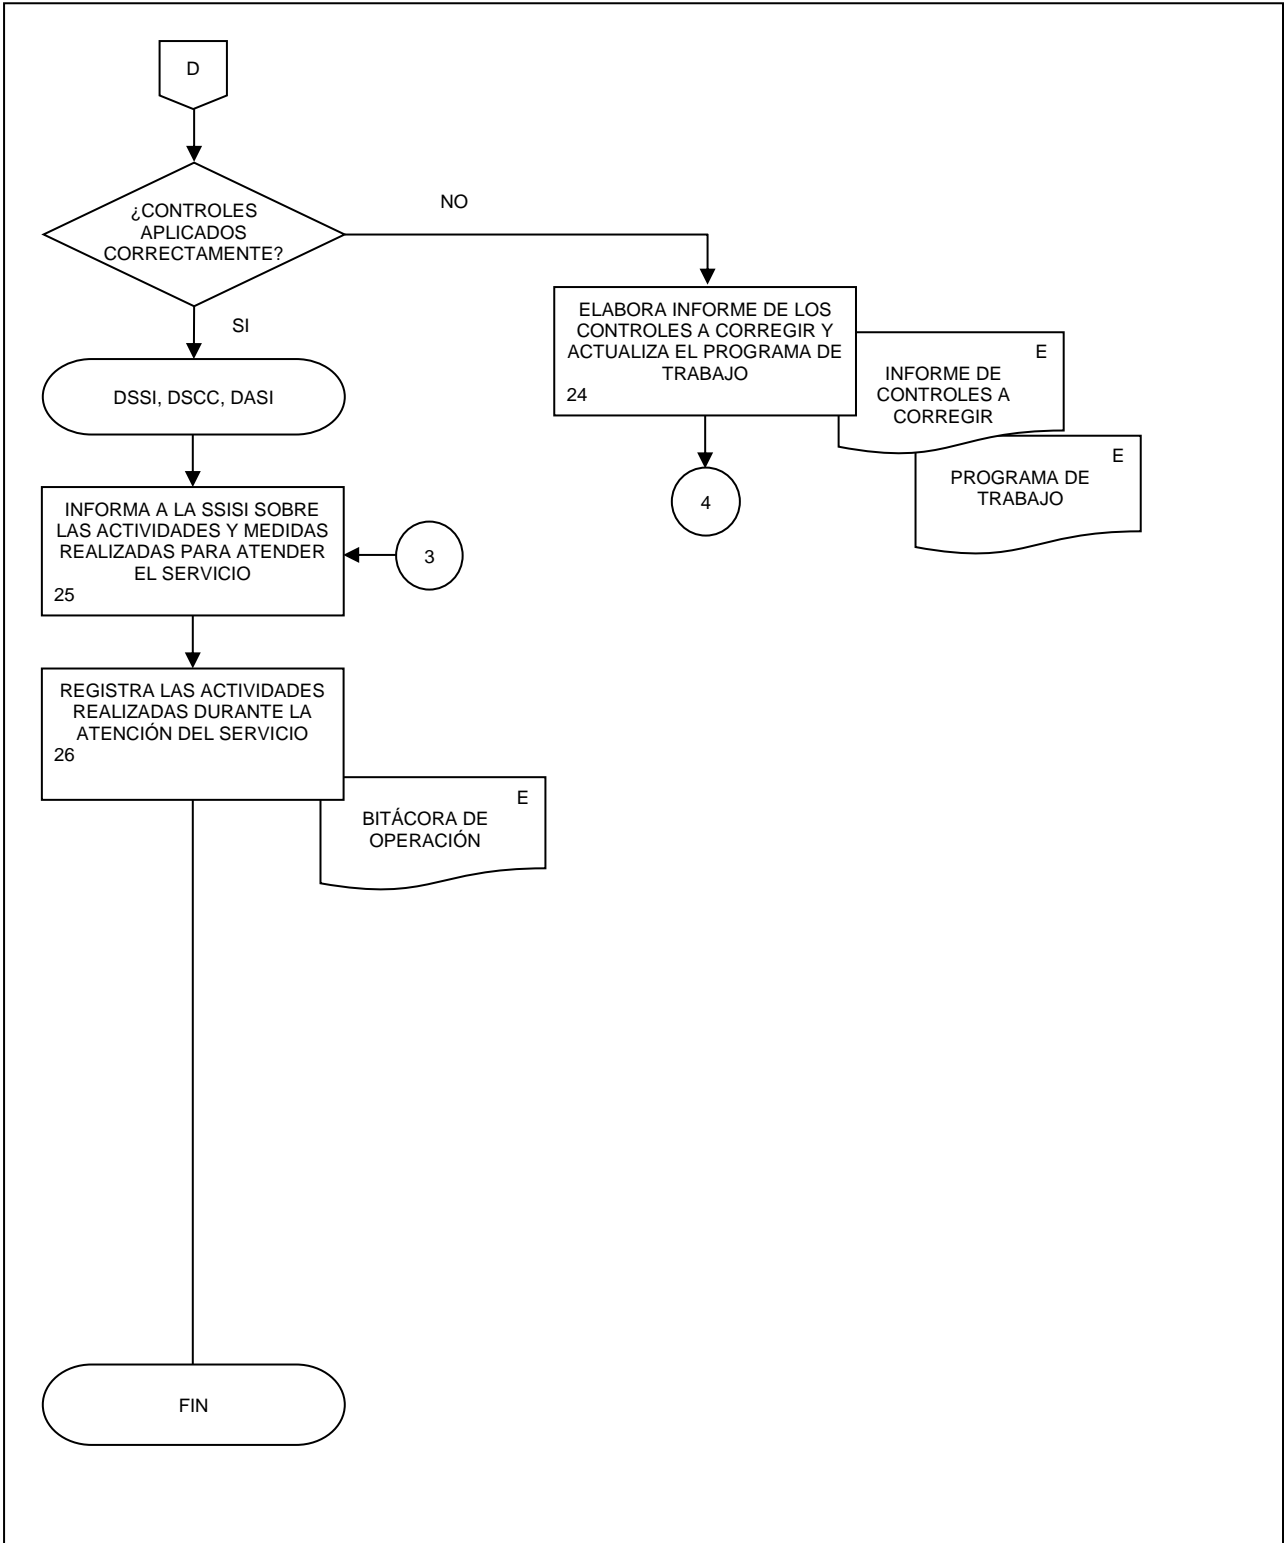 D
¿CONTROLES
APLICADOS
CORRECTAMENTE?
NO
SI
ELABORA INFORME DE LOS
CONTROLES A CORREGIR Y
ACTUALIZA EL PROGRAMA DE
TRABAJO
24
E
INFORME DE
CONTROLES A
CORREGIR
E
PROGRAMA DE
TRABAJO
4
DSSI, DSCC, DASI
INFORMA A LA SSISI SOBRE
LAS ACTIVIDADES Y MEDIDAS
REALIZADAS PARA ATENDER
EL SERVICIO
25
3
REGISTRA LAS ACTIVIDADES
REALIZADAS DURANTE LA
ATENCIÓN DEL SERVICIO
26
E
BITÁCORA DE
OPERACIÓN
FIN